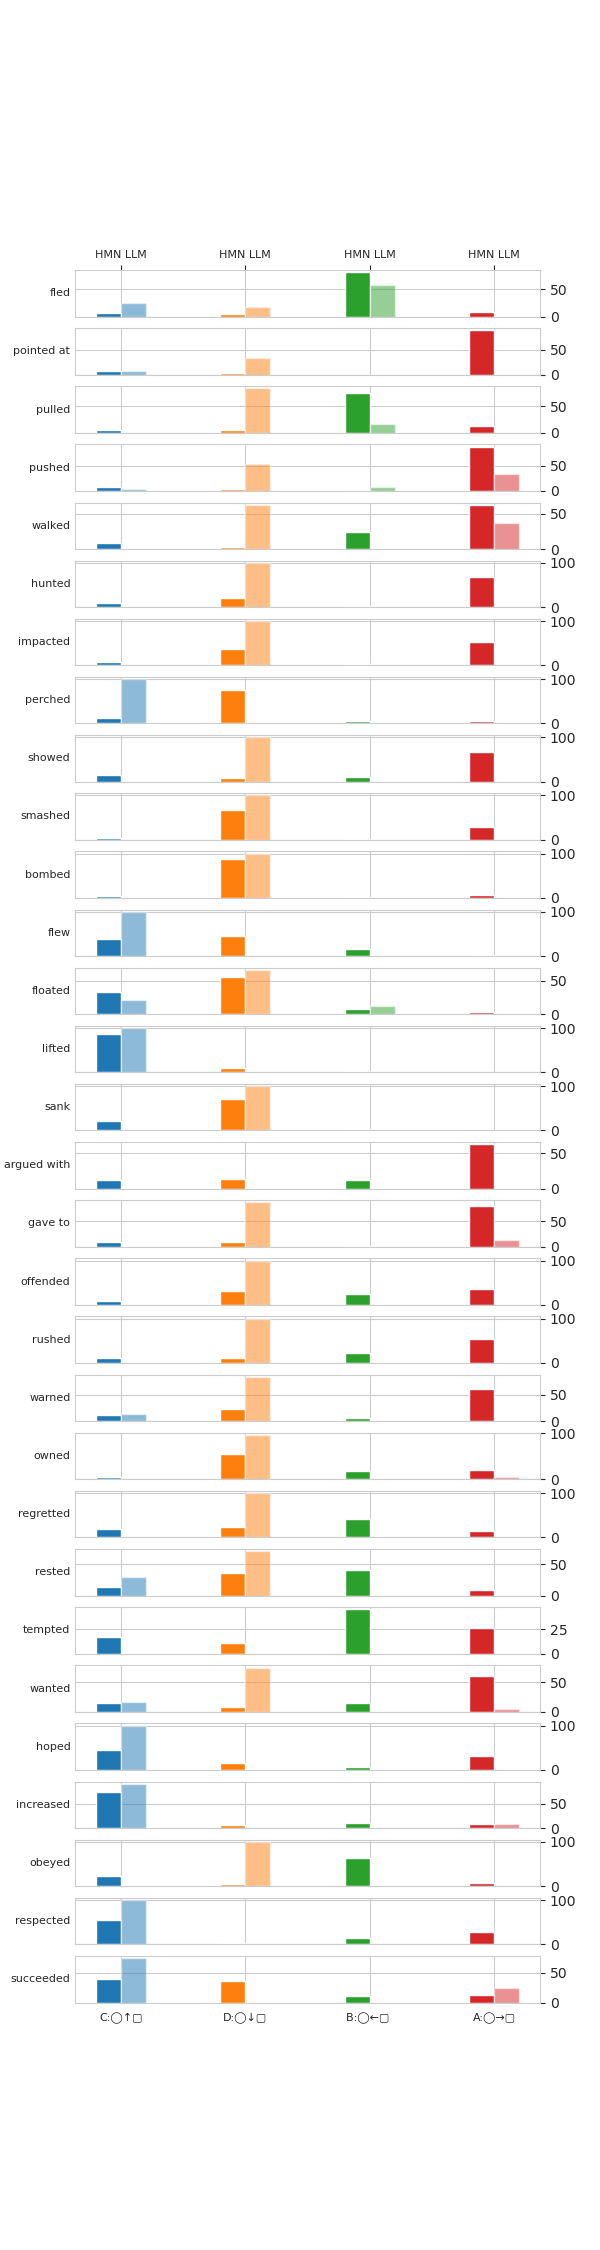 HMN LLM HMN LLM HMN LLM HMN LLM
fled 50 0
pointed at 50 0
pulled 50 0
pushed 50 0
walked 50 0
hunted 100 0
impacted 100 0
perched 100 0
showed 100 0
smashed 100 0
bombed 100 0
flew 100 0
floated 50 0
lifted 100 0
sank 100 0
argued with 50 0
gave to 50 0
offended 100 0
rushed 100 0
warned 50 0
owned 100 0
regretted 100 0
rested 50 0
tempted 25 0
wanted 50 0
hoped 100 0
increased 50 0
obeyed 100 0
respected 100 0
succeeded 50 0
C:◯↑▢ D:◯↓▢ B:◯←▢ A:◯→▢